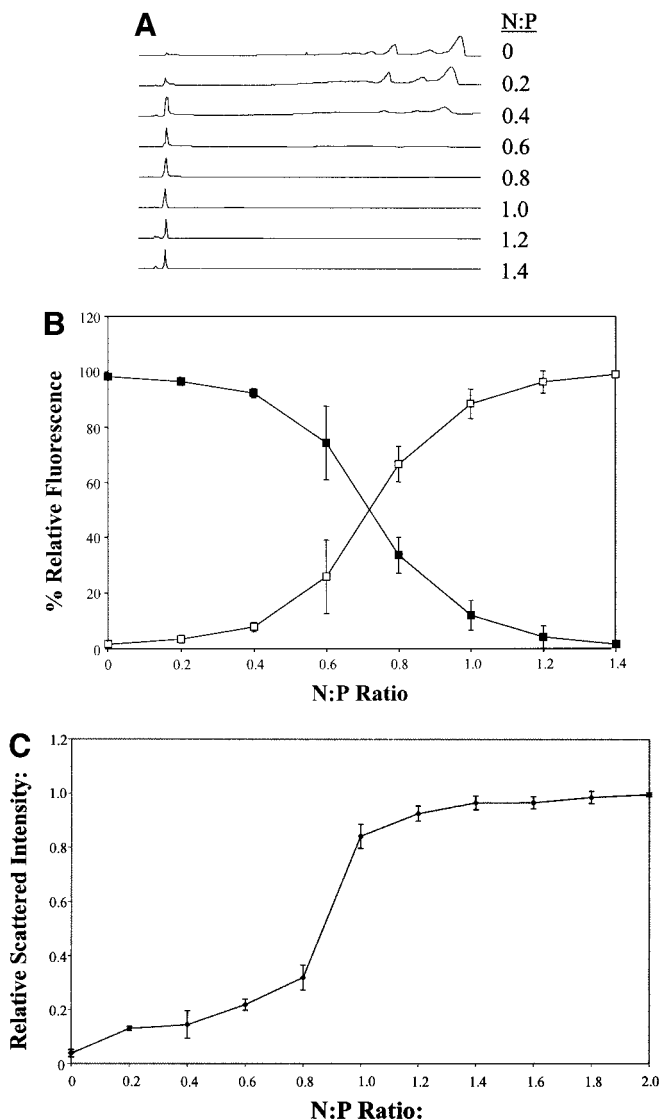 A
N:P
0
0.2
0.4
0.6
0.8
1.0
1.2
1.4
B
120
100
80
60
40
20
0
% Relative Fluorescence
0 0.2 0.4 0.6 0.8 1.0 1.2 1.4
N:P Ratio
C
1.2
1.0
0.8
0.6
0.4
0.2
0
Relative Scattered Intensity:
0 0.2 0.4 0.6 0.8 1.0 1.2 1.4 1.6 1.8 2.0
N:P Ratio: